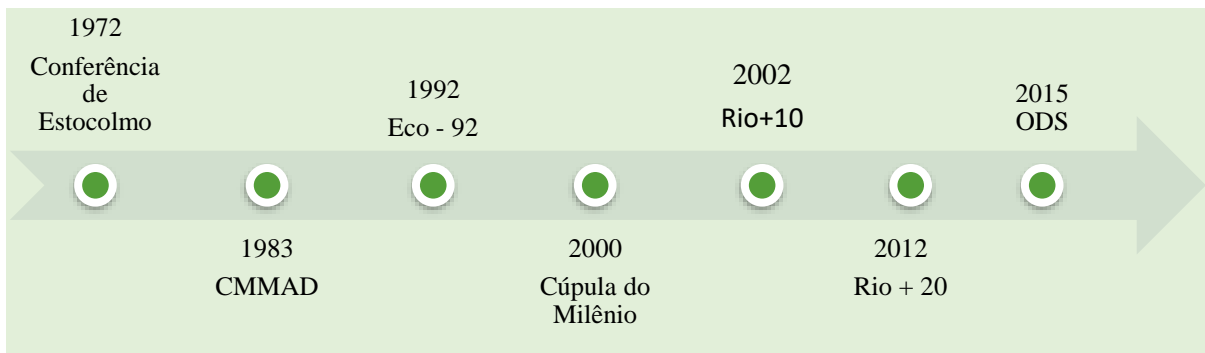 1972
Conferência
de
Estocolmo
1983
CMMAD
1992
Eco - 92
2000
Cúpula do
Milênio
2002
Rio+10
2012
Rio + 20
2015
ODS